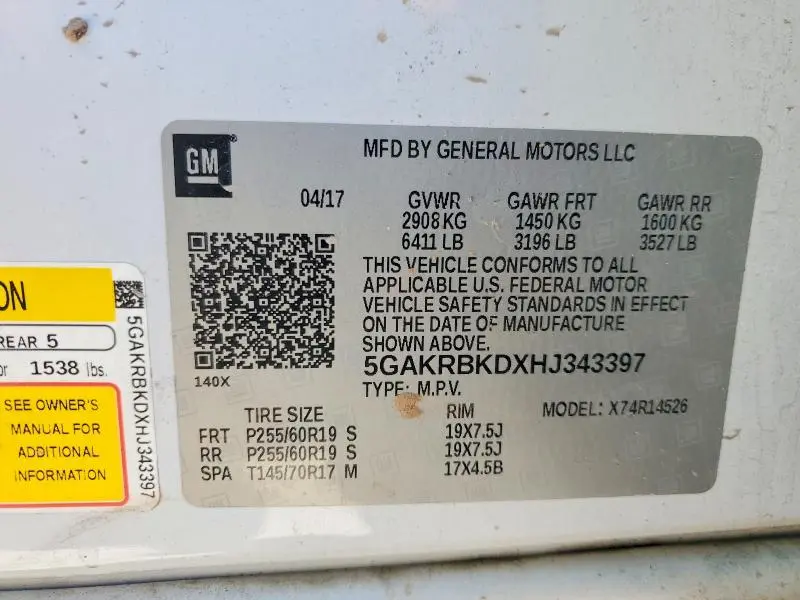 GM
MFD BY GENERAL MOTORS LLC
04/17 GVWR GAWR FRT GAWR RR
2908 KG 1450 KG 1600 KG
6411 LB 3196 LB 3527 LB
THIS VEHICLE CONFORMS TO ALL
APPLICABLE U.S. FEDERAL MOTOR
VEHICLE SAFETY STANDARDS IN EFFECT
ON THE DATE OF MANUFACTURE
SHOWN ABOVE.
5GAKRBKDXHJ343397
140X
TYPE: M.P.V.
TIRE SIZE RIM MODEL: X74R14526
FRT P255/60R19 S 19X7.5J
RR P255/60R19 S 19X7.5J
SPA T145/70R17 M 17X4.5B
ON
REAR 5
or 1538 lbs.
SEE OWNER'S
MANUAL FOR
ADDITIONAL
INFORMATION
5GAKRBKDXHJ343397